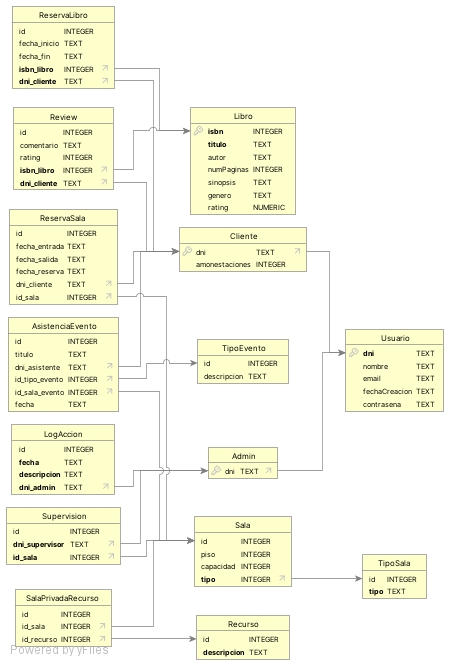 ReservaLibro
id INTEGER
fecha_inicio TEXT
fecha_fin TEXT
isbn_libro INTEGER
dni_cliente TEXT
Review
id INTEGER
comentario TEXT
rating INTEGER
isbn_libro INTEGER
dni_cliente TEXT
Libro
isbn INTEGER
titulo TEXT
autor TEXT
numPaginas INTEGER
sinopsis TEXT
genero TEXT
rating NUMERIC
ReservaSala
id INTEGER
fecha_entrada TEXT
fecha_salida TEXT
fecha_reserva TEXT
dni_cliente TEXT
id_sala INTEGER
Cliente
dni TEXT
amonestaciones INTEGER
AsistenciaEvento
id INTEGER
titulo TEXT
dni_asistente TEXT
id_tipo_evento INTEGER
id_sala_evento INTEGER
fecha TEXT
TipoEvento
id INTEGER
descripcion TEXT
Usuario
dni TEXT
nombre TEXT
email TEXT
fechaCreacion TEXT
contrasena TEXT
LogAccion
id INTEGER
fecha TEXT
descripcion TEXT
dni_admin TEXT
Admin
dni TEXT
Supervision
id INTEGER
dni_supervisor TEXT
id_sala INTEGER
Sala
id INTEGER
piso INTEGER
capacidad INTEGER
tipo INTEGER
TipoSala
id INTEGER
tipo TEXT
SalaPrivadaRecurso
id INTEGER
id_sala INTEGER
id_recurso INTEGER
Recurso
id INTEGER
descripcion TEXT
Powered by yFiles